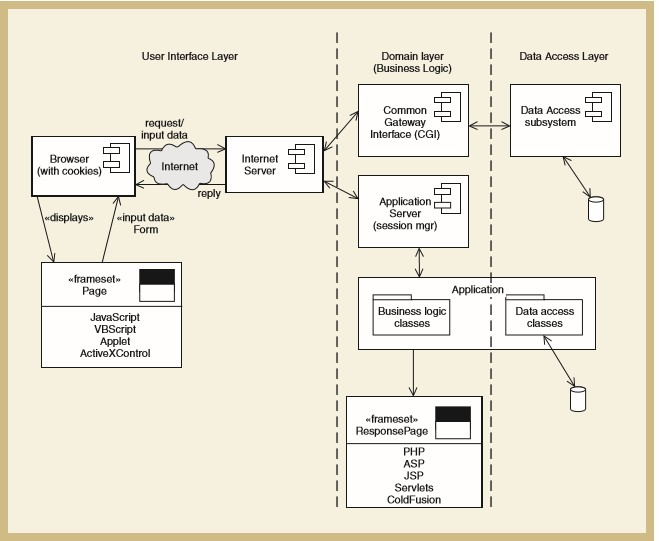 User Interface Layer
Domain layer
(Business Logic)
Data Access Layer
request/
input data
Browser
(with cookies)
Internet
reply
Internet
Server
Common
Gateway
Interface (CGI)
Data Access
subsystem
Application
Server
(session mgr)
«displays»
«input data»
Form
«frameset»
Page
JavaScript
VBScript
Applet
ActiveXControl
Application
Business logic
classes
Data access
classes
«frameset»
ResponsePage
PHP
ASP
JSP
Servlets
ColdFusion